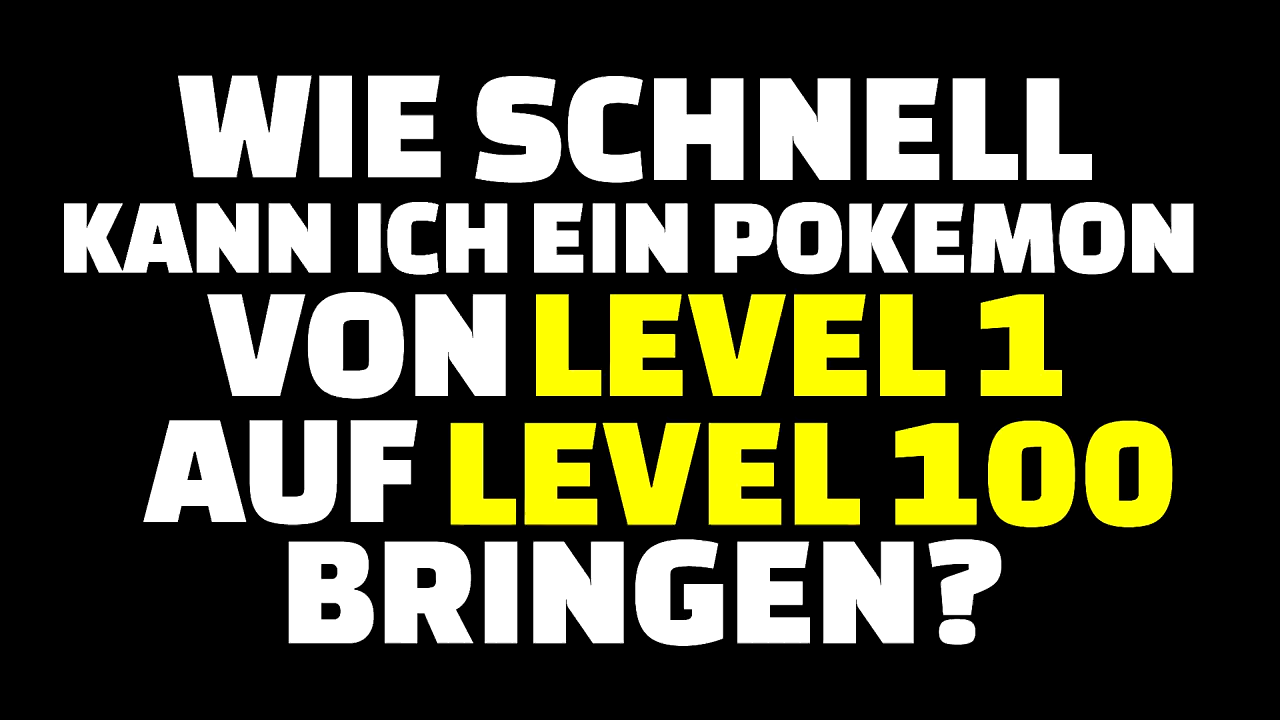 WIE SCHNELL
KANN ICH EIN POKEMON
VON LEVEL 1
AUF LEVEL 100
BRINGEN?